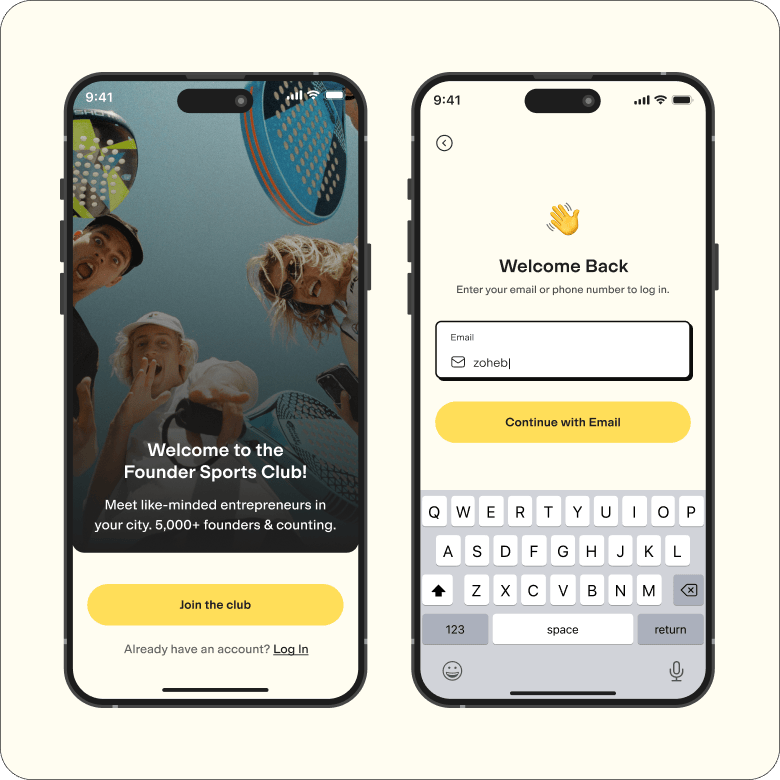 9:41
Welcome to the
Founder Sports Club!
Meet like-minded entrepreneurs in
your city. 5,000+ founders & counting.
Join the club
Already have an account? Log In
9:41
Welcome Back
Enter your email or phone number to log in.
Email
zoheb
Continue with Email
Q W E R T Y U I O P
A S D F G H J K L
Z X C V B N M
123 space return